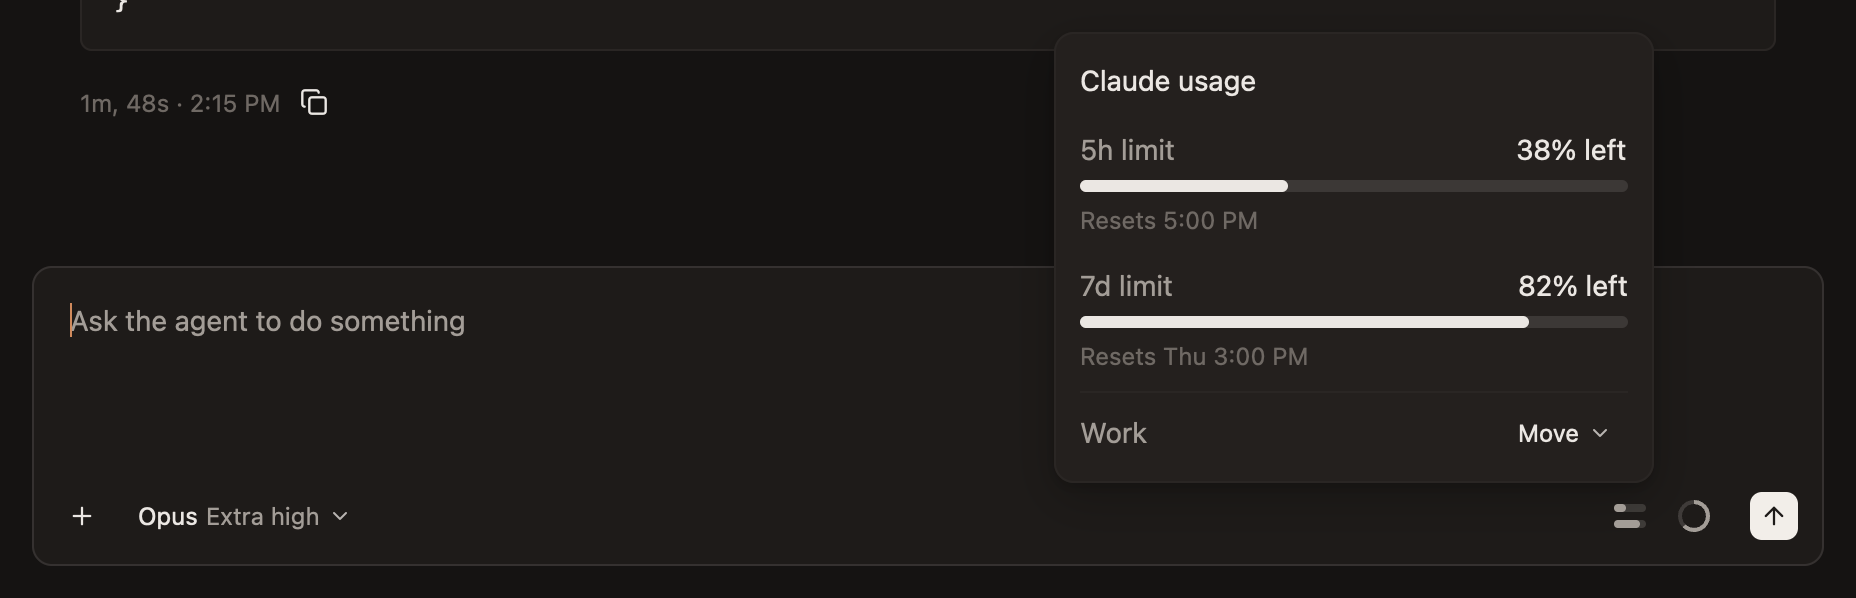 }
1m, 48s · 2:15 PM
Claude usage
5h limit 38% left
Resets 5:00 PM
7d limit 82% left
Resets Thu 3:00 PM
Work Move
Ask the agent to do something
Opus Extra high